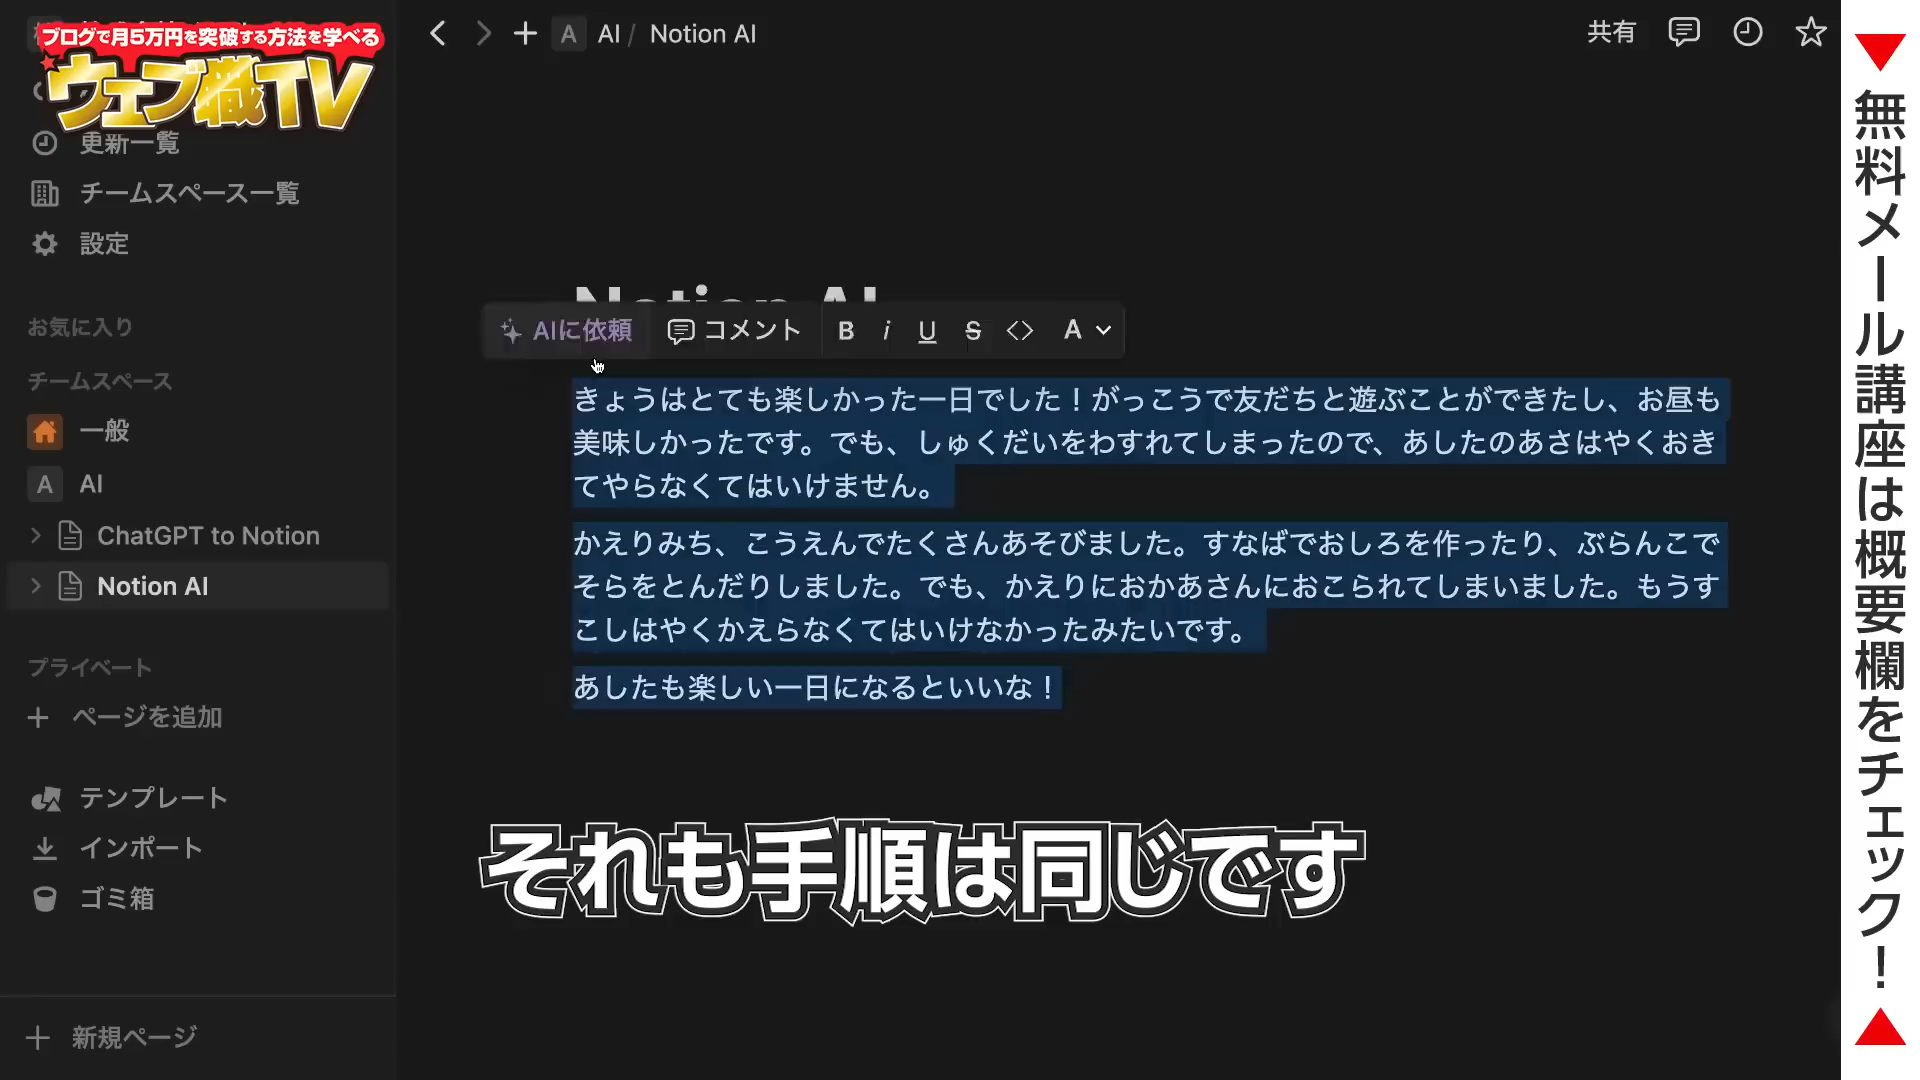 ブログで月5万円を突破する方法を学べる
ウェブ職TV
更新一覧
チームスペース一覧
設定
お気に入り
チームスペース
一般
A AI
ChatGPT to Notion
Notion AI
プライベート
ページを追加
テンプレート
インポート
ゴミ箱
新規ページ
A AI / Notion AI
共有
Notion AI
AIに依頼 コメント B i U S <> A
きょうはとても楽しかった一日でした！がっこうで友だちと遊ぶことができたし、お昼も
美味しかったです。でも、しゅくだいをわすれてしまったので、あしたのあさはやくおき
てやらなくてはいけません。
かえりみち、こうえんでたくさんあそびました。すなばでおしろを作ったり、ぶらんこで
そらをとんだりしました。でも、かえりにおかあさんにおこられてしまいました。もうす
こしはやくかえらなくてはいけなかったみたいです。
あしたも楽しい一日になるといいな！
それも手順は同じです
▼無料メール講座は概要欄をチェック！▲